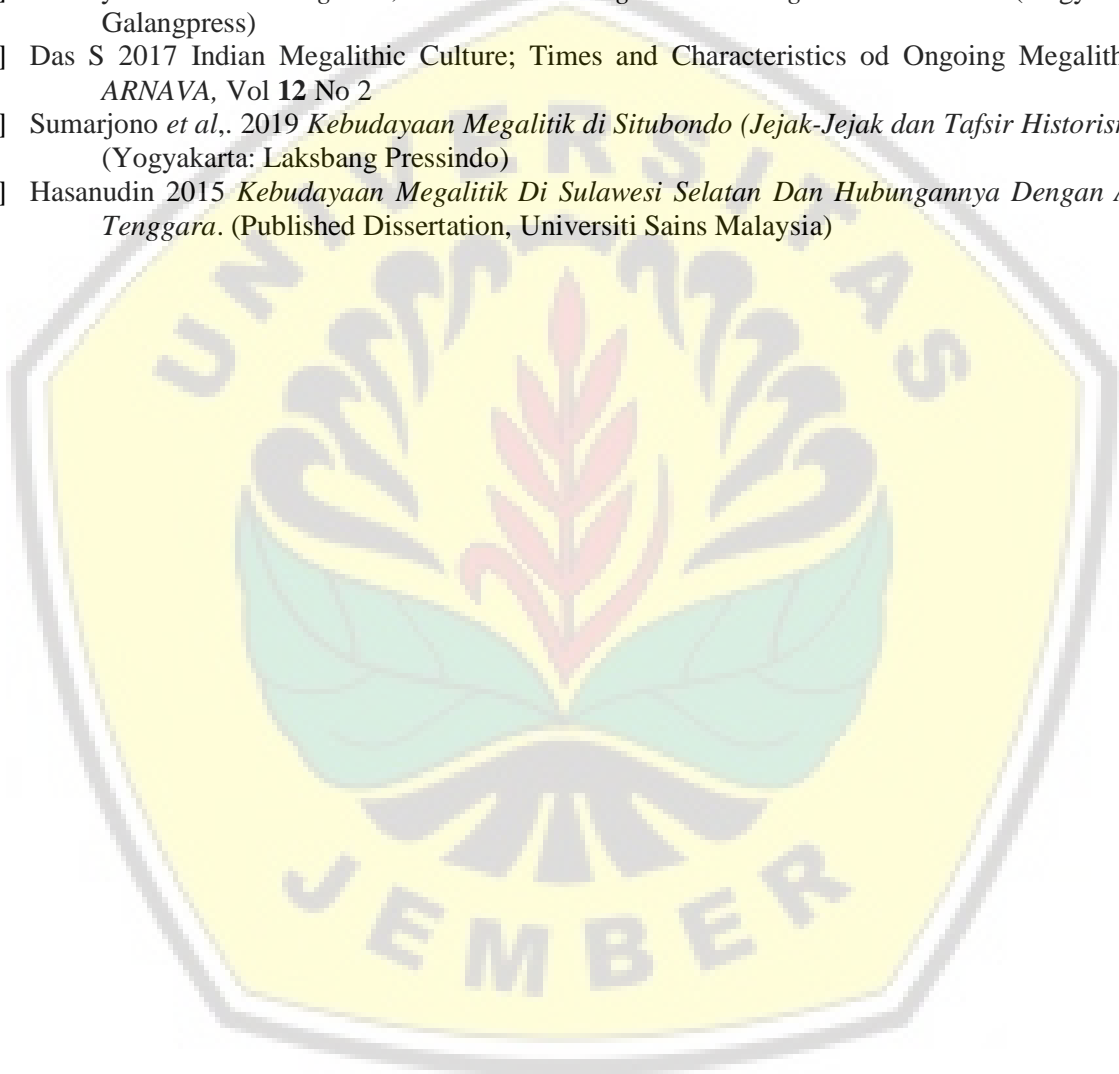 Galangpress)
] Das S 2017 Indian Megalithic Culture; Times and Characteristics od Ongoing Megalith
ARNAVA, Vol 12 No 2
] Sumarjono et al,. 2019 Kebudayaan Megalitik di Situbondo (Jejak-Jejak dan Tafsir Historis
(Yogyakarta: Laksbang Pressindo)
] Hasanudin 2015 Kebudayaan Megalitik Di Sulawesi Selatan Dan Hubungannya Dengan A
Tenggara. (Published Dissertation, Universiti Sains Malaysia)
UNIVERSITAS
JEMBER